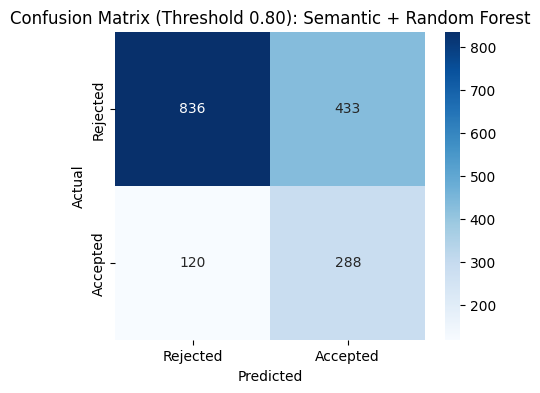 Confusion Matrix (Threshold 0.80): Semantic + Random Forest
Actual
Rejected
836
433
Accepted
120
288
Rejected
Accepted
Predicted
800
700
600
500
400
300
200